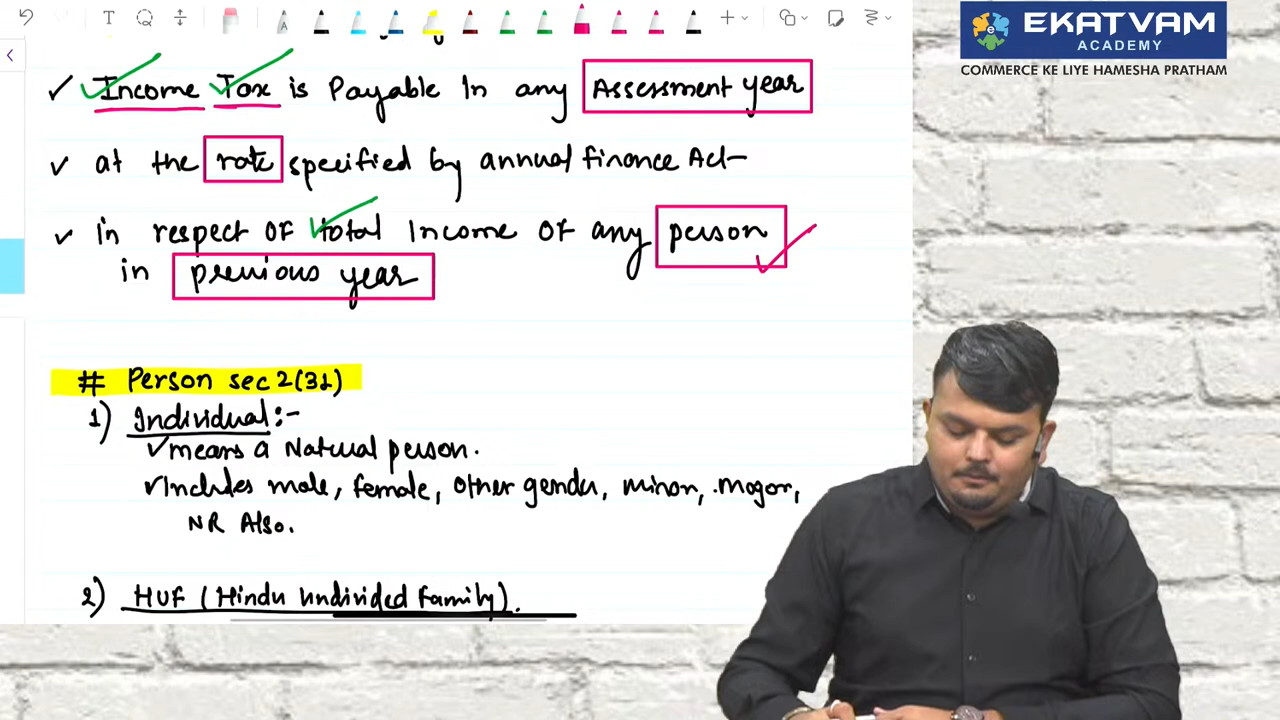 EKATVAM
ACADEMY
COMMERCE KE LIYE HAMESHA PRATHAM
✓ Income Tax is Payable In any Assessment year
✓ at the rate specified by annual finance Act-
✓ in respect OF total Income OF any person
in previous year
# Person sec 2(31)
1) Individual :-
✓ means a Natural person.
✓ Includes male, female, Other gender, minor, .mogor,
NR Also.
2) HUF (Hindu Undivided Family).